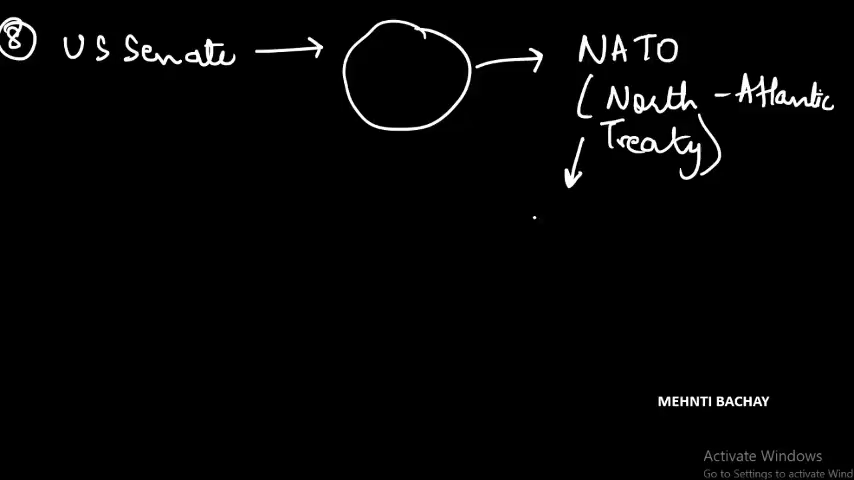 8 US Senate → → NATO
(North - Atlantic
Treaty)
MEHNTI BACHAY
Activate Windows
Go to Settings to activate Wind